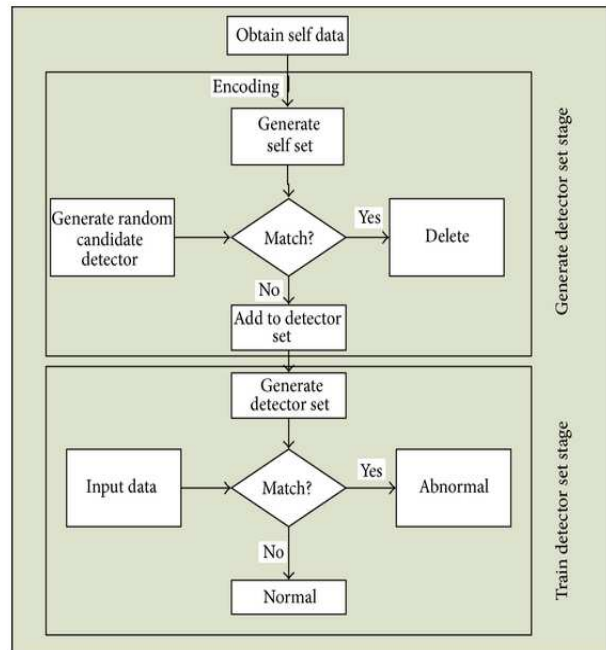 Obtain self data
Encoding
Generate
self set
Generate random
candidate
detector
Match?
Yes
Delete
No
Add to detector
set
Generate detector set stage
Generate
detector set
Input data
Match?
Yes
Abnormal
No
Normal
Train detector set stage